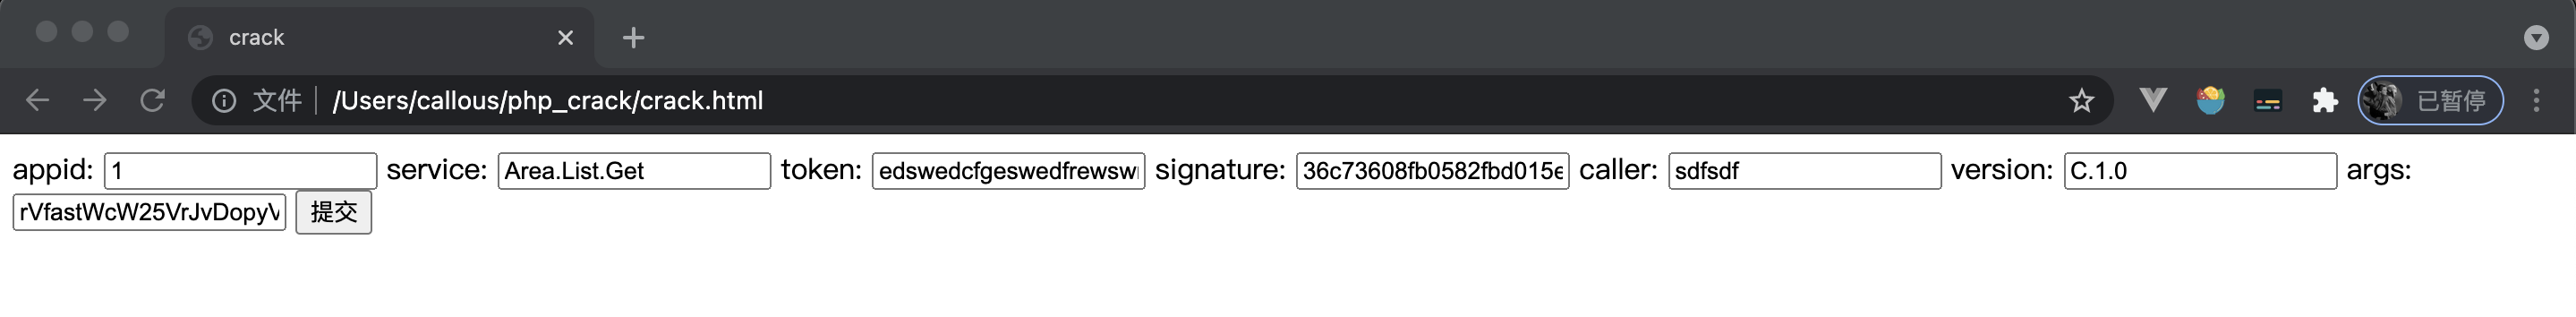 crack
文件 /Users/callous/php_crack/crack.html 已暂停
appid: 1 service: Area.List.Get token: edswedcfgeswedfrewsw signature: 36c73608fb0582fbd015e caller: sdfsdf version: C.1.0 args:
rVfastWcW25VrJvDopyV 提交